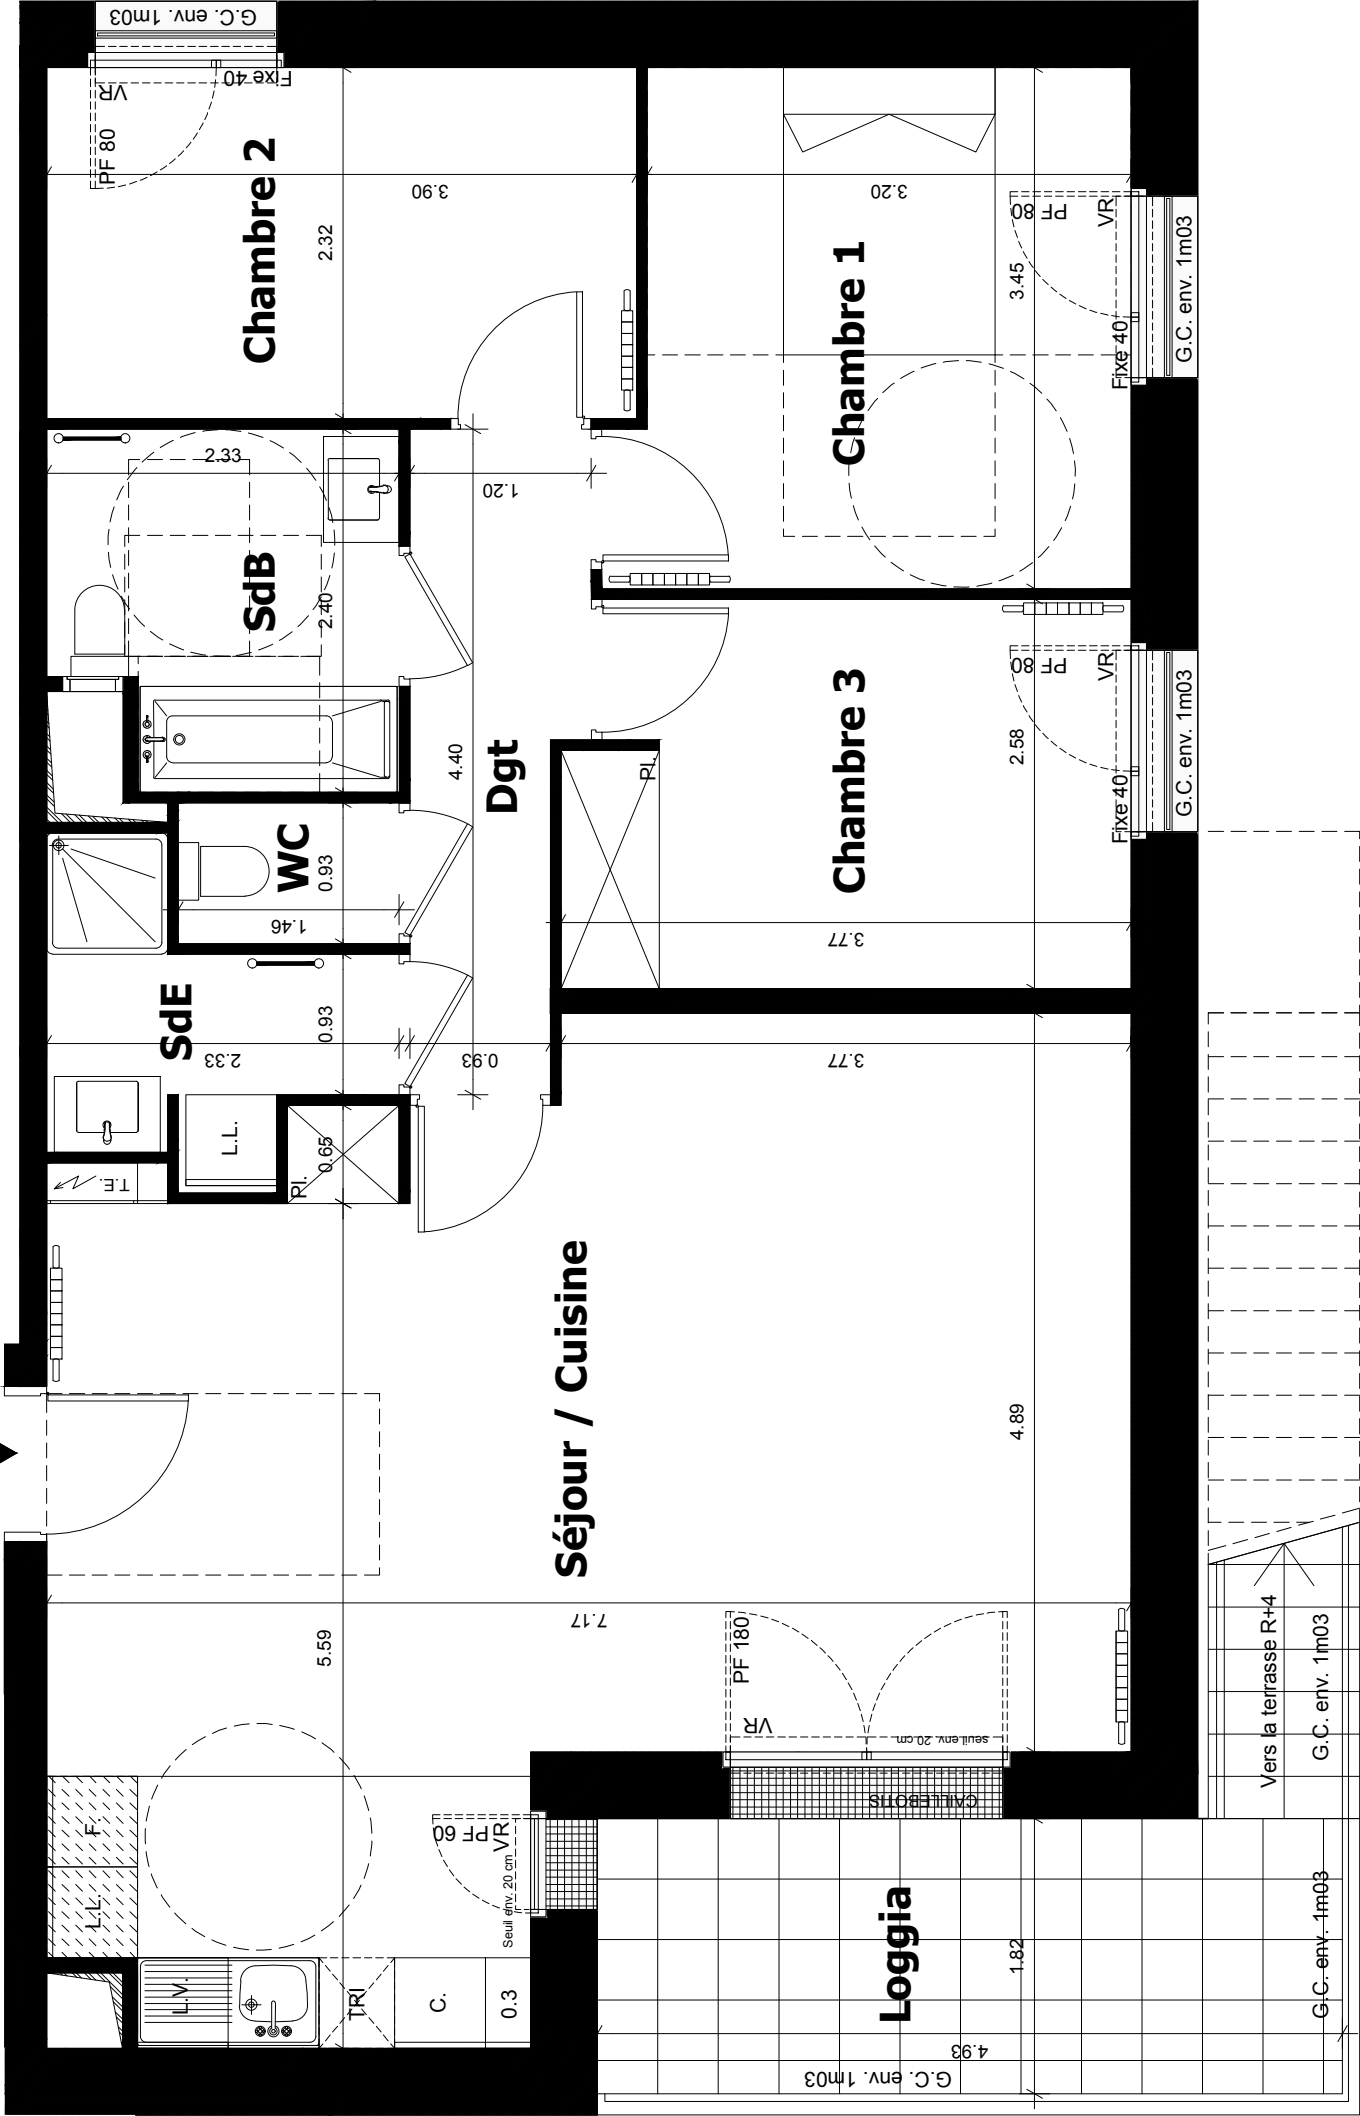 G.C. env. 1m03
Fixe 40
VR
PF 80
Chambre 2
3.90
2.32
3.20
PF 80
VR
G.C. env. 1m03
3.45
Fixe 40
Chambre 1
2.33
1.20
SdB
2.40
PF 80
VR
G.C. env. 1m03
2.58
Fixe 40
Chambre 3
Pl.
4.40
Dgt
WC
0.93
1.46
3.77
SdE
0.93
2.33
0.93
3.77
L.L.
0.65
Pl.
T.E.
Séjour / Cuisine
4.89
7.17
5.59
PF 180
VR
seuil env. 20 cm
CAILLEBOTIS
Vers la terrasse R+4
G.C. env. 1m03
F.
L.L.
PF 60
VR
Seuil env. 20 cm
L.V.
TRI
C.
0.3
Loggia
1.82
4.93
G.C. env. 1m03
G.C. env. 1m03